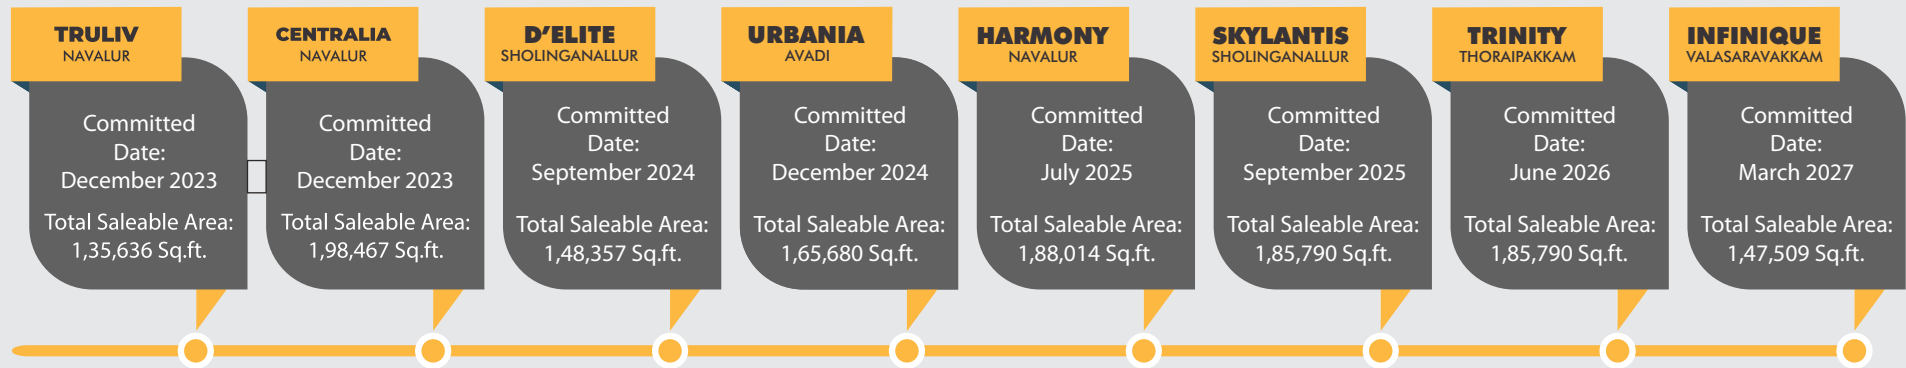 TRULIV
NAVALUR
Committed
Date:
December 2023
Total Saleable Area:
1,35,636 Sq.ft.
CENTRALIA
NAVALUR
Committed
Date:
December 2023
Total Saleable Area:
1,98,467 Sq.ft.
D’ELITE
SHOLINGANALLUR
Committed
Date:
September 2024
Total Saleable Area:
1,48,357 Sq.ft.
URBANIA
AVADI
Committed
Date:
December 2024
Total Saleable Area:
1,65,680 Sq.ft.
HARMONY
NAVALUR
Committed
Date:
July 2025
Total Saleable Area:
1,88,014 Sq.ft.
SKYLANTIS
SHOLINGANALLUR
Committed
Date:
September 2025
Total Saleable Area:
1,85,790 Sq.ft.
TRINITY
THORAIPAKKAM
Committed
Date:
June 2026
Total Saleable Area:
1,85,790 Sq.ft.
INFINIQUE
VALASARAVAKKAM
Committed
Date:
March 2027
Total Saleable Area:
1,47,509 Sq.ft.